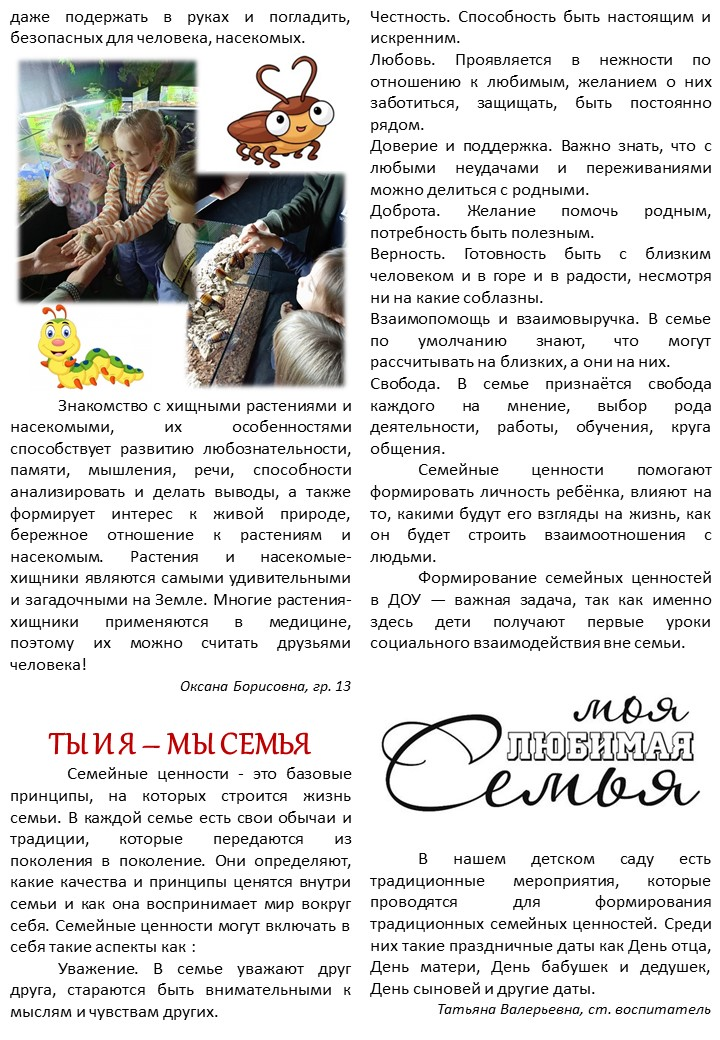 даже подержать в руках и погладить,
безопасных для человека, насекомых.
Знакомство с хищными растениями и
насекомыми, их особенностями
способствует развитию любознательности,
памяти, мышления, речи, способности
анализировать и делать выводы, а также
формирует интерес к живой природе,
бережное отношение к растениям и
насекомым. Растения и насекомые-
хищники являются самыми удивительными
и загадочными на Земле. Многие растения-
хищники применяются в медицине,
поэтому их можно считать друзьями
человека!
Оксана Борисовна, гр. 13
ТЫ И Я – МЫ СЕМЬЯ
Семейные ценности - это базовые
принципы, на которых строится жизнь
семьи. В каждой семье есть свои обычаи и
традиции, которые передаются из
поколения в поколение. Они определяют,
какие качества и принципы ценятся внутри
семьи и как она воспринимает мир вокруг
себя. Семейные ценности могут включать в
себя такие аспекты как :
Уважение. В семье уважают друг
друга, стараются быть внимательными к
мыслям и чувствам других.
Честность. Способность быть настоящим и
искренним.
Любовь. Проявляется в нежности по
отношению к любимым, желанием о них
заботиться, защищать, быть постоянно
рядом.
Доверие и поддержка. Важно знать, что с
любыми неудачами и переживаниями
можно делиться с родными.
Доброта. Желание помочь родным,
потребность быть полезным.
Верность. Готовность быть с близким
человеком и в горе и в радости, несмотря
ни на какие соблазны.
Взаимопомощь и взаимовыручка. В семье
по умолчанию знают, что могут
рассчитывать на близких, а они на них.
Свобода. В семье признаётся свобода
каждого на мнение, выбор рода
деятельности, работы, обучения, круга
общения.
Семейные ценности помогают
формировать личность ребёнка, влияют на
то, какими будут его взгляды на жизнь, как
он будет строить взаимоотношения с
людьми.
Формирование семейных ценностей
в ДОУ — важная задача, так как именно
здесь дети получают первые уроки
социального взаимодействия вне семьи.
моя
ЛЮБИМАЯ
Семья
В нашем детском саду есть
традиционные мероприятия, которые
проводятся для формирования
традиционных семейных ценностей. Среди
них такие праздничные даты как День отца,
День матери, День бабушек и дедушек,
День сыновей и другие даты.
Татьяна Валерьевна, ст. воспитатель